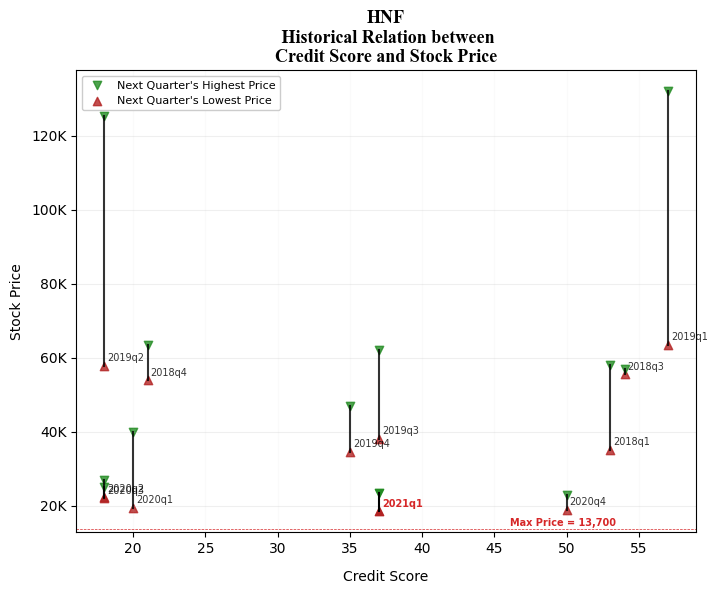 HNF
Historical Relation between
Credit Score and Stock Price
Next Quarter's Highest Price
Next Quarter's Lowest Price
120K
100K
80K
60K
40K
20K
Stock Price
2019q1
2019q2
2018q4
2018q3
2019q3
2019q4
2018q1
2020q2
2020q3
2020q1
2021q1
2020q4
Max Price = 13,700
20
25
30
35
40
45
50
55
Credit Score